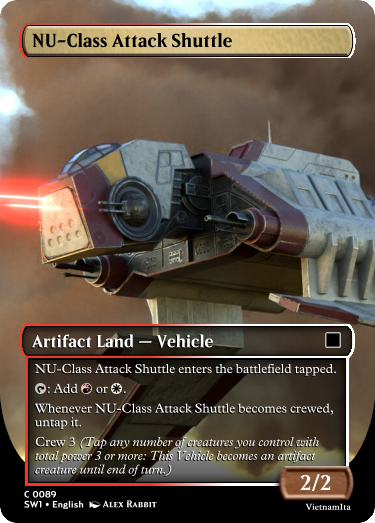 NU-Class Attack Shuttle
Artifact Land — Vehicle
NU-Class Attack Shuttle enters the battlefield tapped.
: Add or .
Whenever NU-Class Attack Shuttle becomes crewed,
untap it.
Crew 3 (Tap any number of creatures you control with
total power 3 or more: This Vehicle becomes an artifact
creature until end of turn.)
2/2
C 0089
SW1 • English ALEX RABBIT
VietnamIta